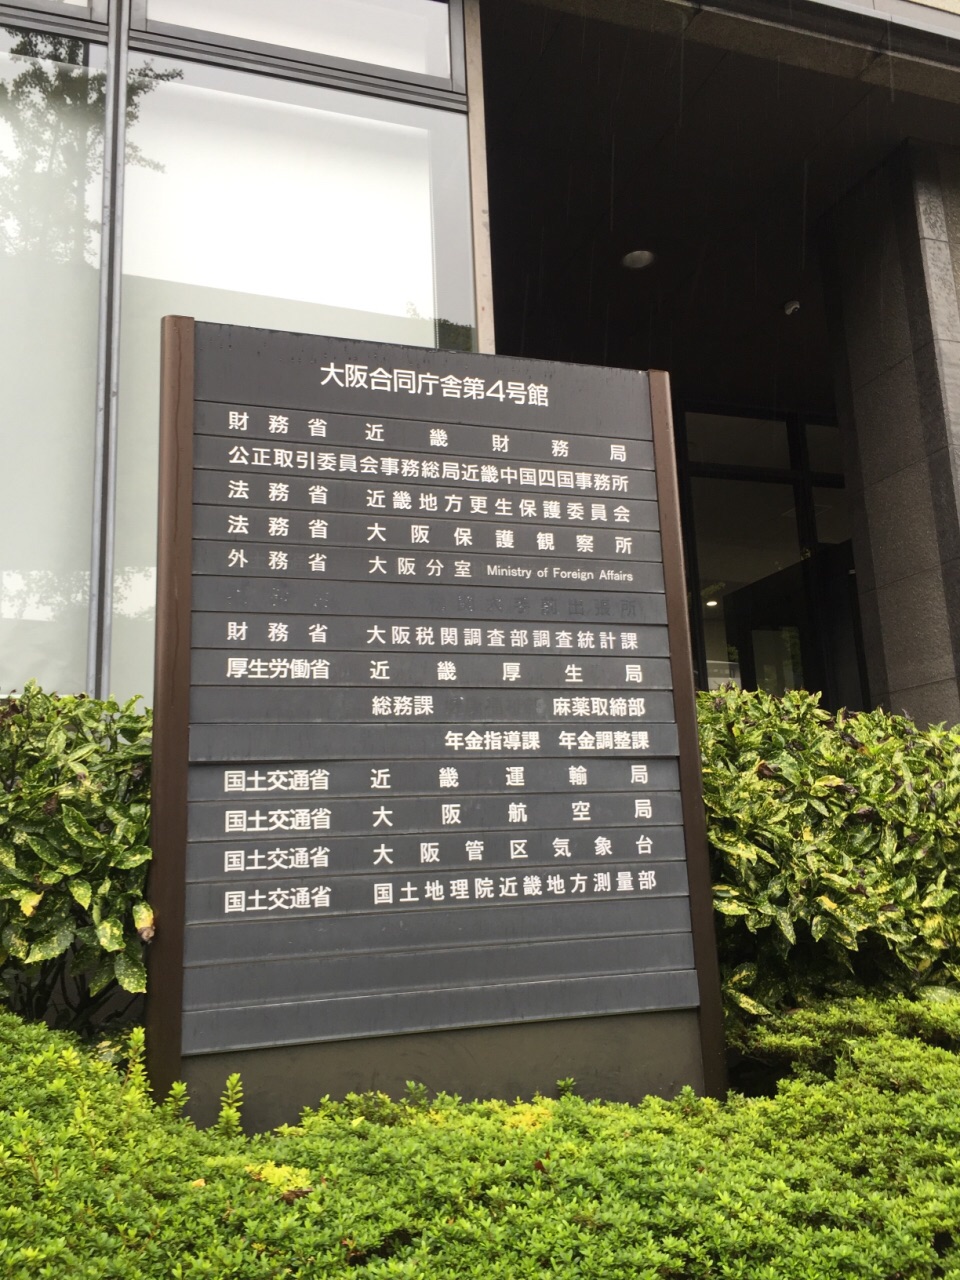 大阪合同庁舎第4号館
財務省 近畿財務局
公正取引委員会事務総局近畿中国四国事務所
法務省 近畿地方更生保護委員会
法務省 大阪保護観察所
外務省 大阪分室 Ministry of Foreign Affairs
財務省 大阪税関調査部調査統計課
厚生労働省 近畿厚生局
総務課 麻薬取締部
年金指導課 年金調整課
国土交通省 近畿運輸局
国土交通省 大阪航空局
国土交通省 大阪管区気象台
国土交通省 国土地理院近畿地方測量部